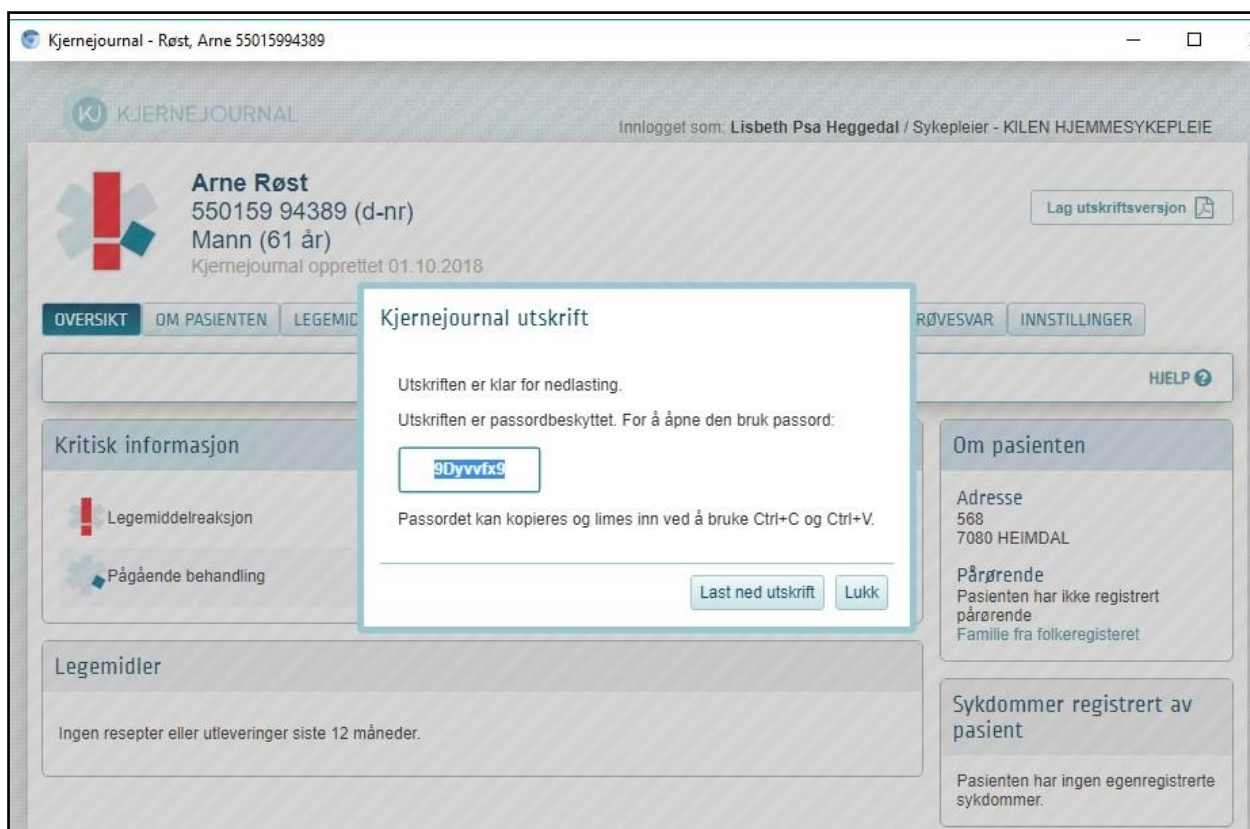 Kjernejournal - Røst, Arne 55015994389
KJ KJERNEJOURNAL
Innlogget som: Lisbeth Psa Heggedal / Sykepleier - KILEN HJEMMESYKEPLEIE
Arne Røst
550159 94389 (d-nr)
Mann (61 år)
Kjernejournal opprettet 01.10.2018
Lag utskriftsversjon
OVERSIKT OM PASIENTEN LEGEMID RØVESVAR INNSTILLINGER
HJELP ?
Kjernejournal utskrift
Utskriften er klar for nedlasting.
Utskriften er passordbeskyttet. For å åpne den bruk passord:
9Dyvvfx9
Passordet kan kopieres og limes inn ved å bruke Ctrl+C og Ctrl+V.
Last ned utskrift Lukk
Kritisk informasjon
Legemiddelreaksjon
Pågående behandling
Legemidler
Ingen resepter eller utleveringer siste 12 måneder.
Om pasienten
Adresse
568
7080 HEIMDAL
Pårørende
Pasienten har ikke registrert
pårørende
Familie fra folkeregisteret
Sykdommer registrert av
pasient
Pasienten har ingen egenregistrerte
sykdommer.